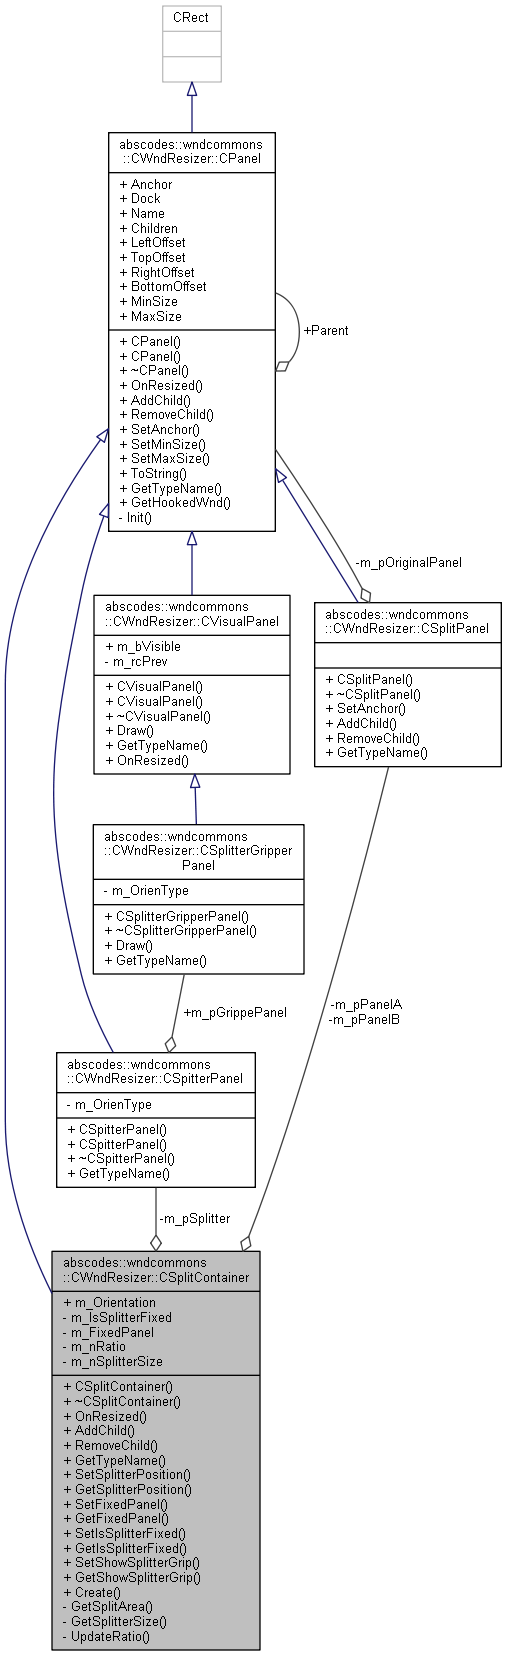 CRect
abscodes::wndcommons
::CWndResizer::CPanel
+ Anchor
+ Dock
+ Name
+ Children
+ LeftOffset
+ TopOffset
+ RightOffset
+ BottomOffset
+ MinSize
+ MaxSize
+ CPanel()
+ CPanel()
+ ~CPanel()
+ OnResized()
+ AddChild()
+ RemoveChild()
+ SetAnchor()
+ SetMinSize()
+ SetMaxSize()
+ ToString()
+ GetTypeName()
+ GetHookedWnd()
- Init()
+Parent
-m_pOriginalPanel
abscodes::wndcommons
::CWndResizer::CVisualPanel
+ m_bVisible
- m_rcPrev
+ CVisualPanel()
+ CVisualPanel()
+ ~CVisualPanel()
+ Draw()
+ GetTypeName()
+ OnResized()
abscodes::wndcommons
::CWndResizer::CSplitPanel
+ CSplitPanel()
+ ~CSplitPanel()
+ SetAnchor()
+ AddChild()
+ RemoveChild()
+ GetTypeName()
abscodes::wndcommons
::CWndResizer::CSplitterGripper
Panel
- m_OrienType
+ CSplitterGripperPanel()
+ ~CSplitterGripperPanel()
+ Draw()
+ GetTypeName()
+m_pGrippePanel
-m_pPanelA
-m_pPanelB
abscodes::wndcommons
::CWndResizer::CSpitterPanel
- m_OrienType
+ CSpitterPanel()
+ CSpitterPanel()
+ ~CSpitterPanel()
+ GetTypeName()
-m_pSplitter
abscodes::wndcommons
::CWndResizer::CSplitContainer
+ m_Orientation
- m_IsSplitterFixed
- m_FixedPanel
- m_nRatio
- m_nSplitterSize
+ CSplitContainer()
+ ~CSplitContainer()
+ OnResized()
+ AddChild()
+ RemoveChild()
+ GetTypeName()
+ SetSplitterPosition()
+ GetSplitterPosition()
+ SetFixedPanel()
+ GetFixedPanel()
+ SetIsSplitterFixed()
+ GetIsSplitterFixed()
+ SetShowSplitterGrip()
+ GetShowSplitterGrip()
+ Create()
- GetSplitArea()
- GetSplitterSize()
- UpdateRatio()